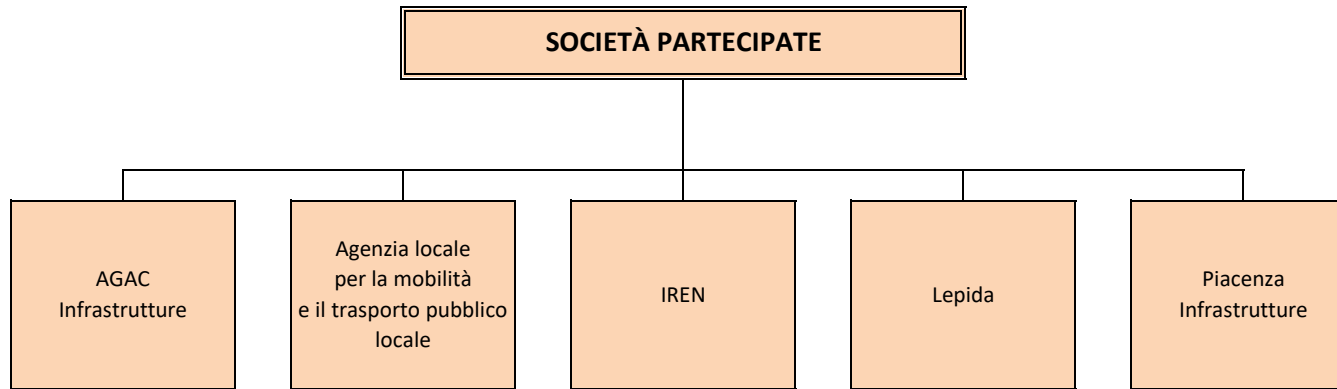 SOCIETÀ PARTECIPATE
AGAC
Infrastrutture
Agenzia locale
per la mobilità
e il trasporto pubblico
locale
IREN
Lepida
Piacenza
Infrastrutture